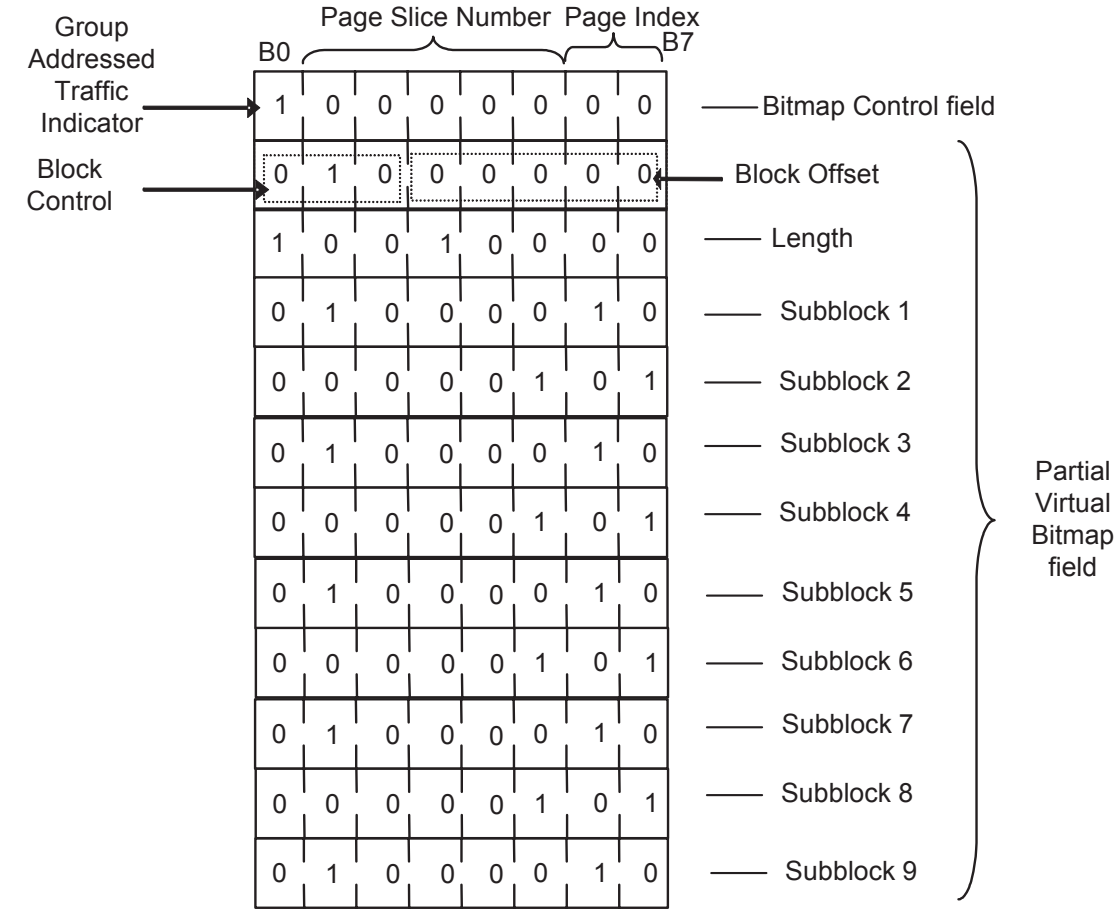 Page Slice Number Page Index
Group
Addressed
Traffic
Indicator
B0 B7
1 0 0 0 0 0 0 0
Bitmap Control field
Block
Control
0 1 0 0 0 0 0 0
Block Offset
1 0 0 1 0 0 0 0
Length
0 1 0 0 0 0 1 0
Subblock 1
0 0 0 0 0 1 0 1
Subblock 2
0 1 0 0 0 0 1 0
Subblock 3
0 0 0 0 0 1 0 1
Subblock 4
0 1 0 0 0 0 1 0
Subblock 5
0 0 0 0 0 1 0 1
Subblock 6
0 1 0 0 0 0 1 0
Subblock 7
0 0 0 0 0 1 0 1
Subblock 8
0 1 0 0 0 0 1 0
Subblock 9
Partial
Virtual
Bitmap
field